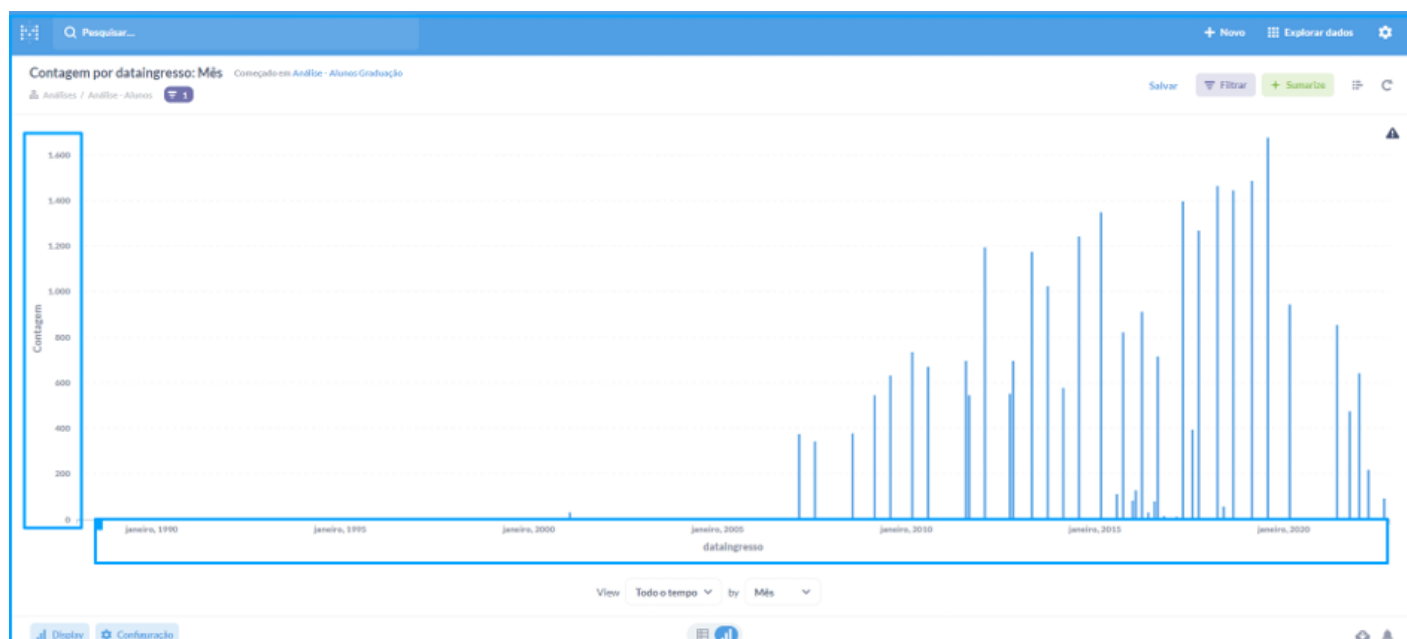 Pesquisar...
+ Novo
Explorar dados
Contagem por dataingresso: Mês
Começado em Análise - Alunos Graduação
Análises / Análise - Alunos
1
Salvar
Filtrar
+ Sumarize
1.600
1.400
1.200
1.000
800
600
400
200
0
Contagem
janeiro, 1990
janeiro, 1995
janeiro, 2000
janeiro, 2005
janeiro, 2010
janeiro, 2015
janeiro, 2020
dataingresso
View
Todo o tempo
by
Mês
Display
Configuração